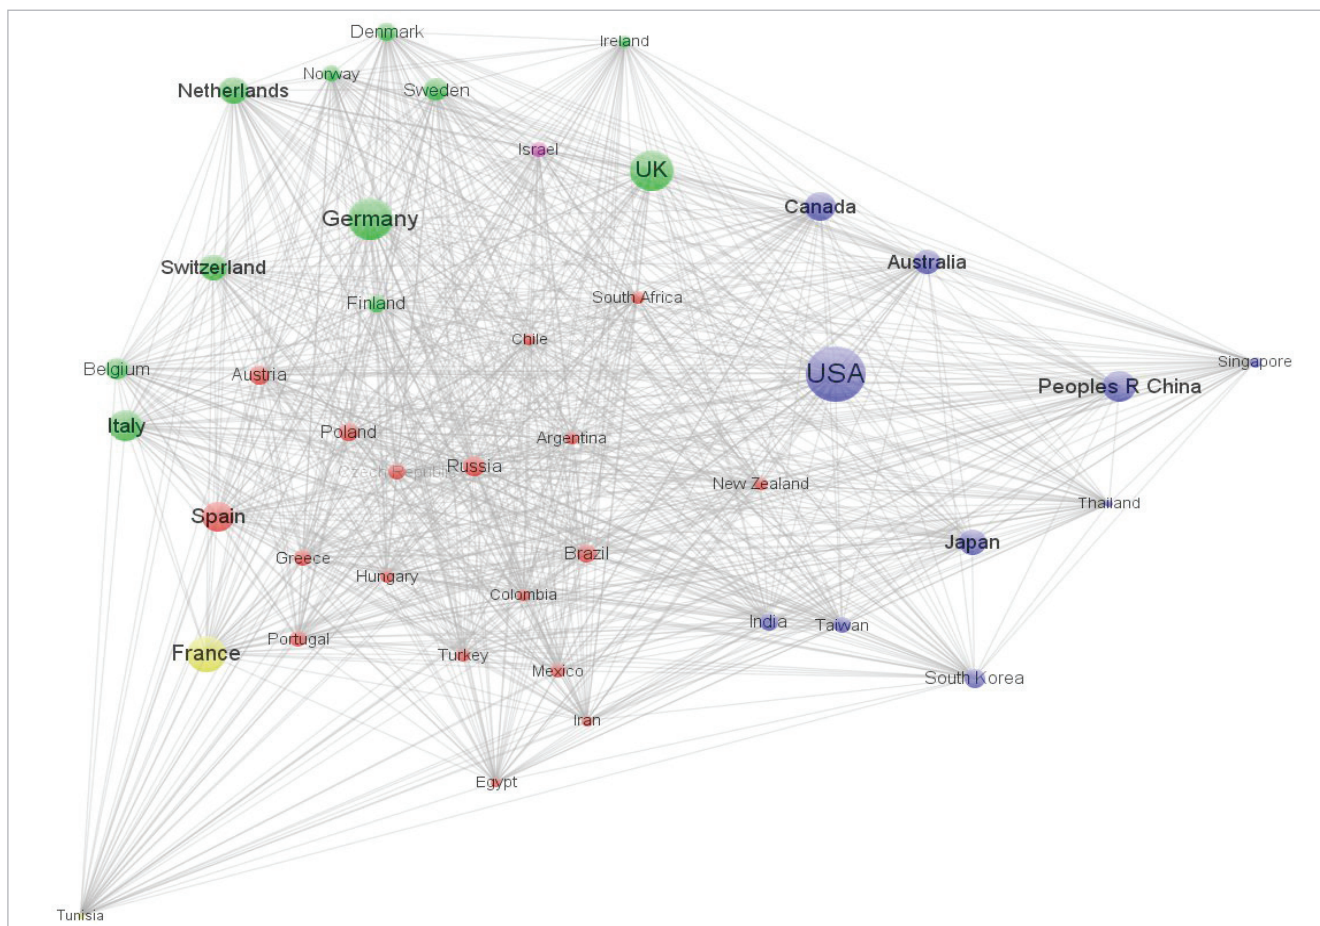 Denmark
Ireland
Norway
Netherlands
Sweden
Israel
UK
Canada
Germany
Australia
Switzerland
South Africa
Finland
Chile
Singapore
Belgium
Austria
USA
Peoples R China
Italy
Poland
Argentina
Russia
Czech Republic
New Zealand
Thailand
Spain
Japan
Brazil
Greece
Hungary
Colombia
India
Taiwan
Portugal
France
Turkey
Mexico
South Korea
Iran
Egypt
Tunisia